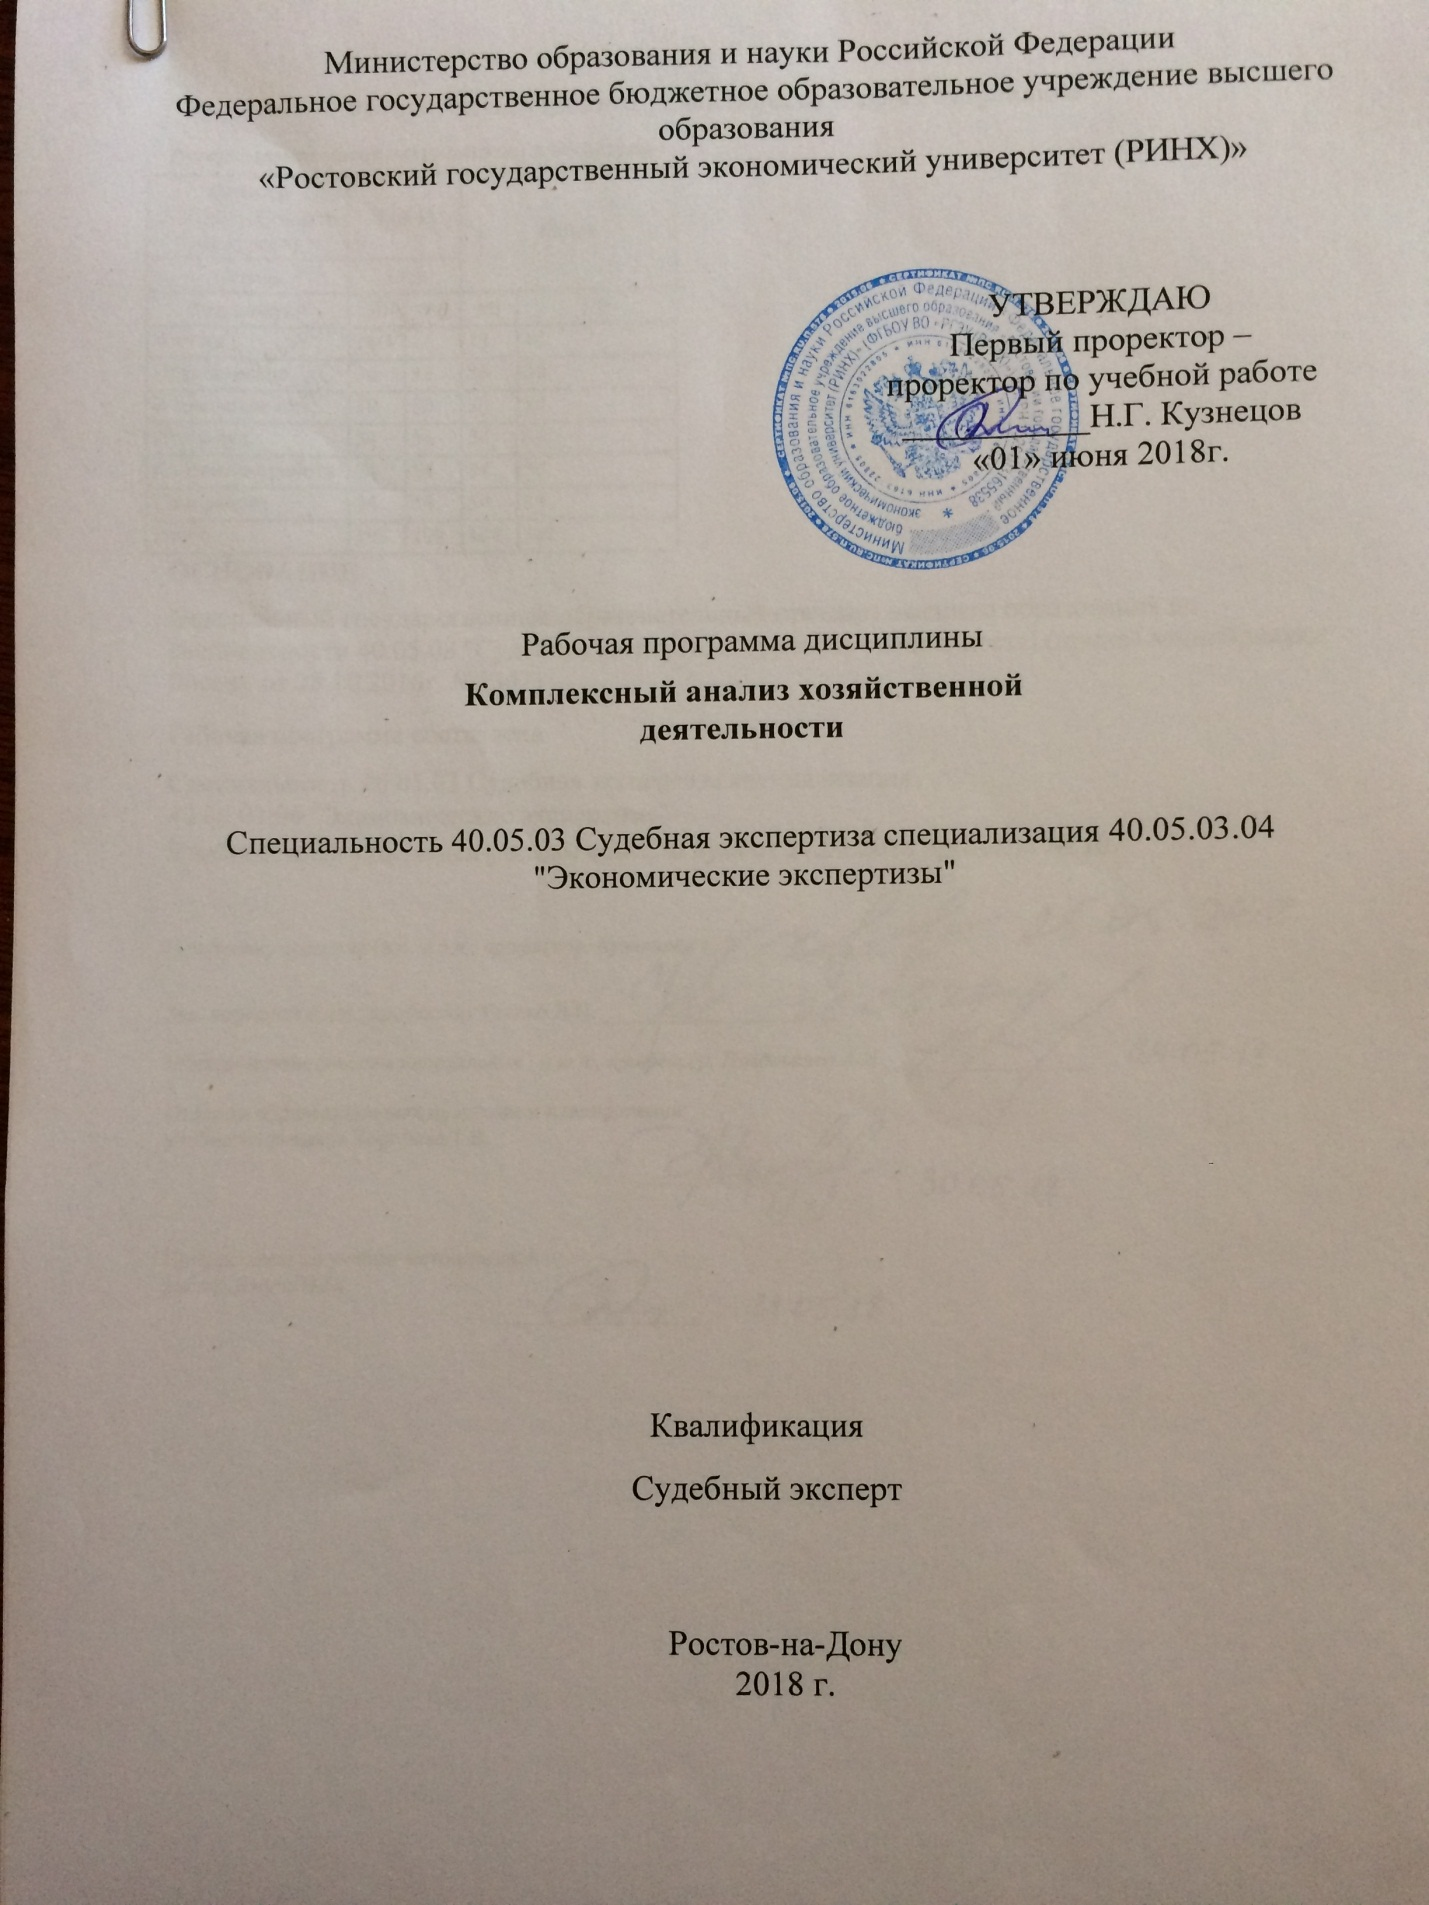 Министерство образования и науки Российской Федерации
Федеральное государственное бюджетное образовательное учреждение высшего
образования
«Ростовский государственный экономический университет (РИНХ)»
УТВЕРЖДАЮ
Первый проректор –
проректор по учебной работе
Н.Г. Кузнецов
«01» июня 2018г.
Рабочая программа дисциплины
Комплексный анализ хозяйственной
деятельности
Специальность 40.05.03 Судебная экспертиза специализация 40.05.03.04
"Экономические экспертизы"
Квалификация
Судебный эксперт
Ростов-на-Дону
2018 г.